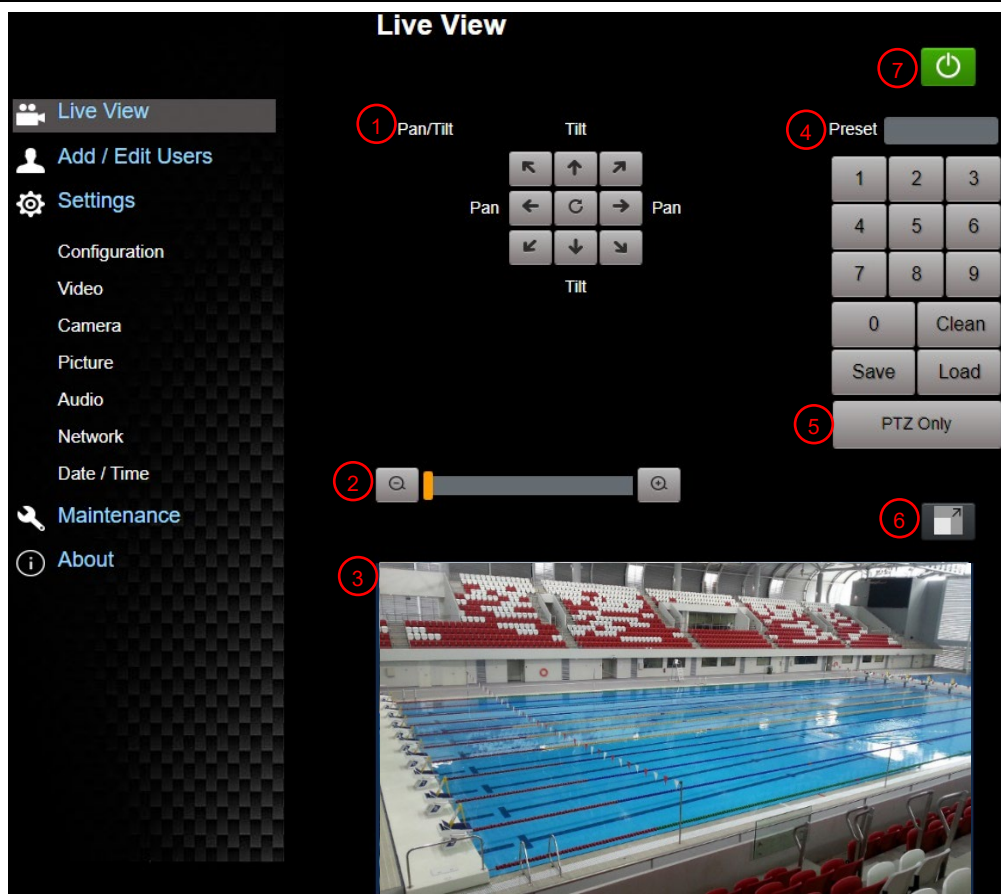 Live View
7
Live View
Add / Edit Users
Settings
Configuration
Video
Camera
Picture
Audio
Network
Date / Time
Maintenance
About
1 Pan/Tilt Tilt
Pan Pan
Tilt
4 Preset
1 2 3
4 5 6
7 8 9
0 Clean
Save Load
5 PTZ Only
2
6
3